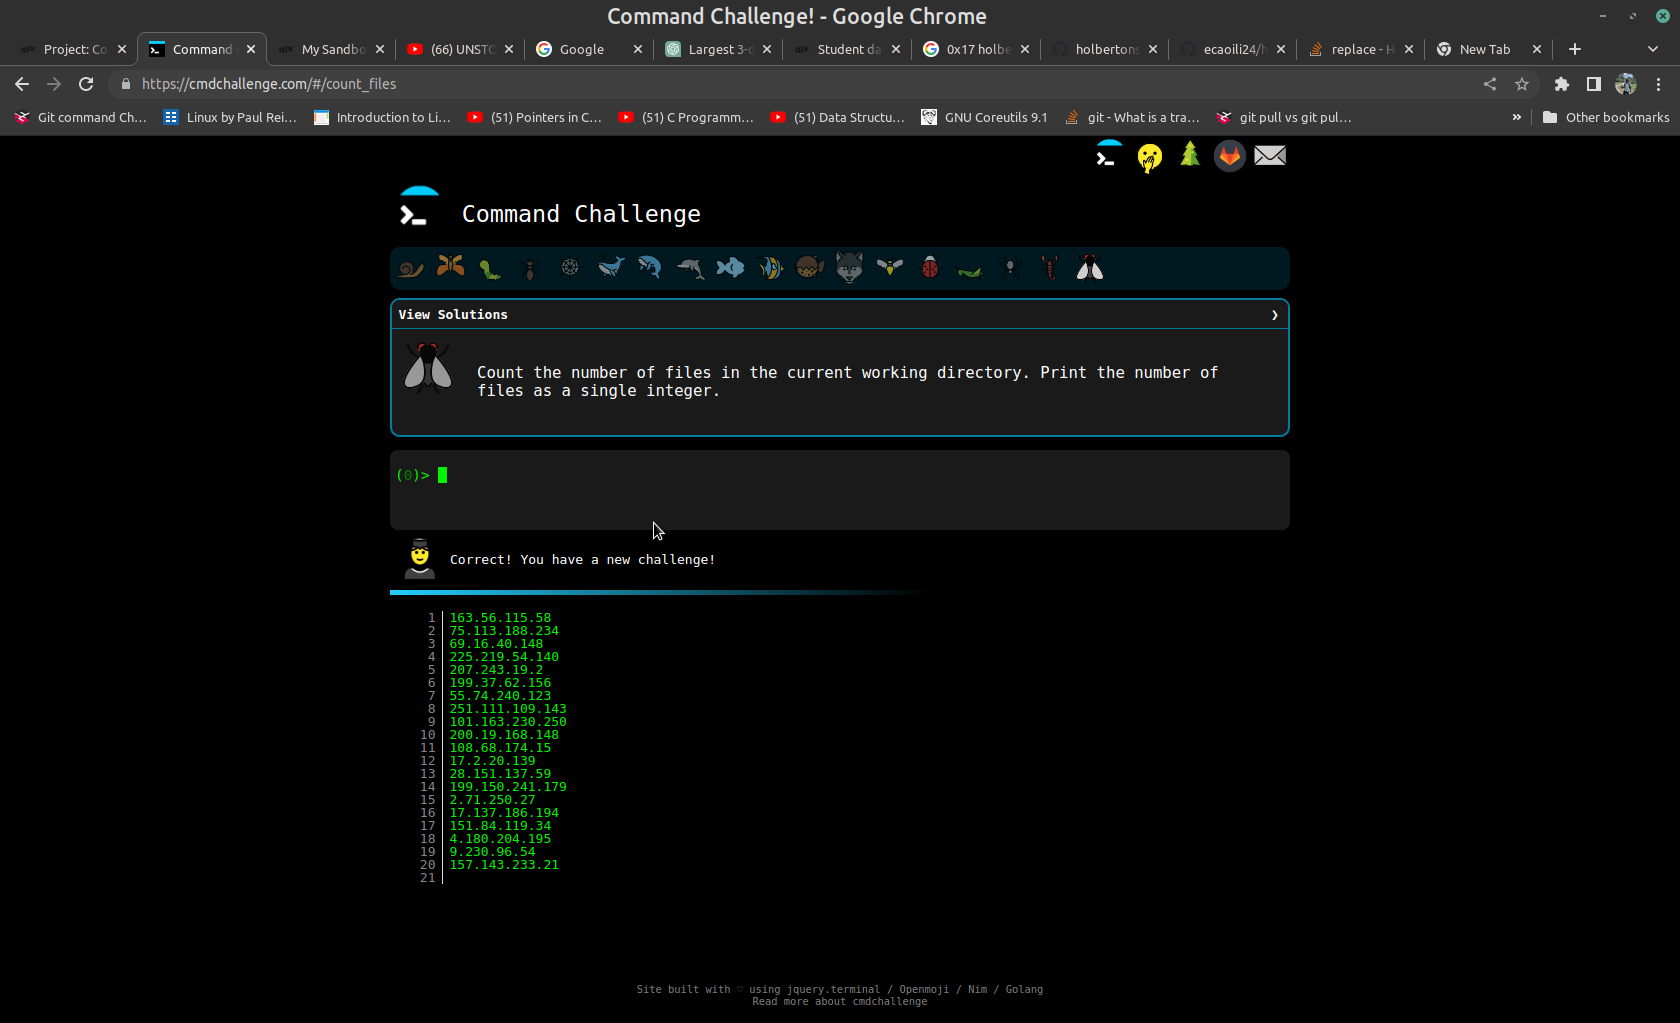 Command Challenge! - Google Chrome
Project: Co
Command
My Sandbo
(66) UNSTO
Google
Largest 3-d
Student da
0x17 holbe
holbertons
ecaoili24/h
replace - H
New Tab
https://cmdchallenge.com/#/count_files
Git command Ch...
Linux by Paul Rei...
Introduction to Li...
(51) Pointers in C...
(51) C Programm...
(51) Data Structu...
GNU Coreutils 9.1
git - What is a tra...
git pull vs git pul...
»
Other bookmarks
Command Challenge
View Solutions
Count the number of files in the current working directory. Print the number of
files as a single integer.
(0)>
Correct! You have a new challenge!
1 163.56.115.58
2 75.113.188.234
3 69.16.40.148
4 225.219.54.140
5 207.243.19.2
6 199.37.62.156
7 55.74.240.123
8 251.111.109.143
9 101.163.230.250
10 200.19.168.148
11 108.68.174.15
12 17.2.20.139
13 28.151.137.59
14 199.150.241.179
15 2.71.250.27
16 17.137.186.194
17 151.84.119.34
18 4.180.204.195
19 9.230.96.54
20 157.143.233.21
21
Site built with ♡ using jquery.terminal / Openmoji / Nim / Golang
Read more about cmdchallenge